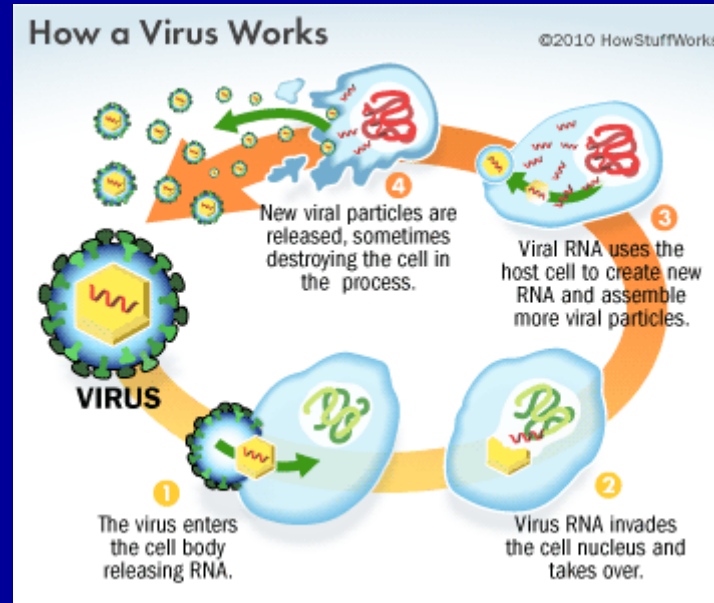 How a Virus Works
©2010 HowStuffWorks
4
New viral particles are
released, sometimes
destroying the cell in
the process.
3
Viral RNA uses the
host cell to create new
RNA and assemble
more viral particles.
VIRUS
1
The virus enters
the cell body
releasing RNA.
2
Virus RNA invades
the cell nucleus and
takes over.